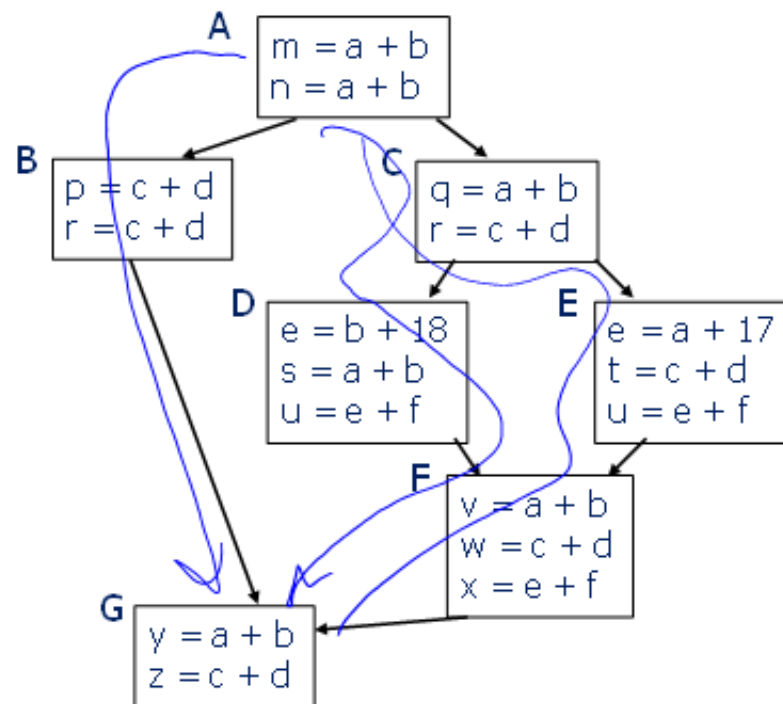 A
m = a + b
n = a + b
B
p = c + d
r = c + d
C
q = a + b
r = c + d
D
e = b + 18
s = a + b
u = e + f
E
e = a + 17
t = c + d
u = e + f
F
v = a + b
w = c + d
x = e + f
G
y = a + b
z = c + d